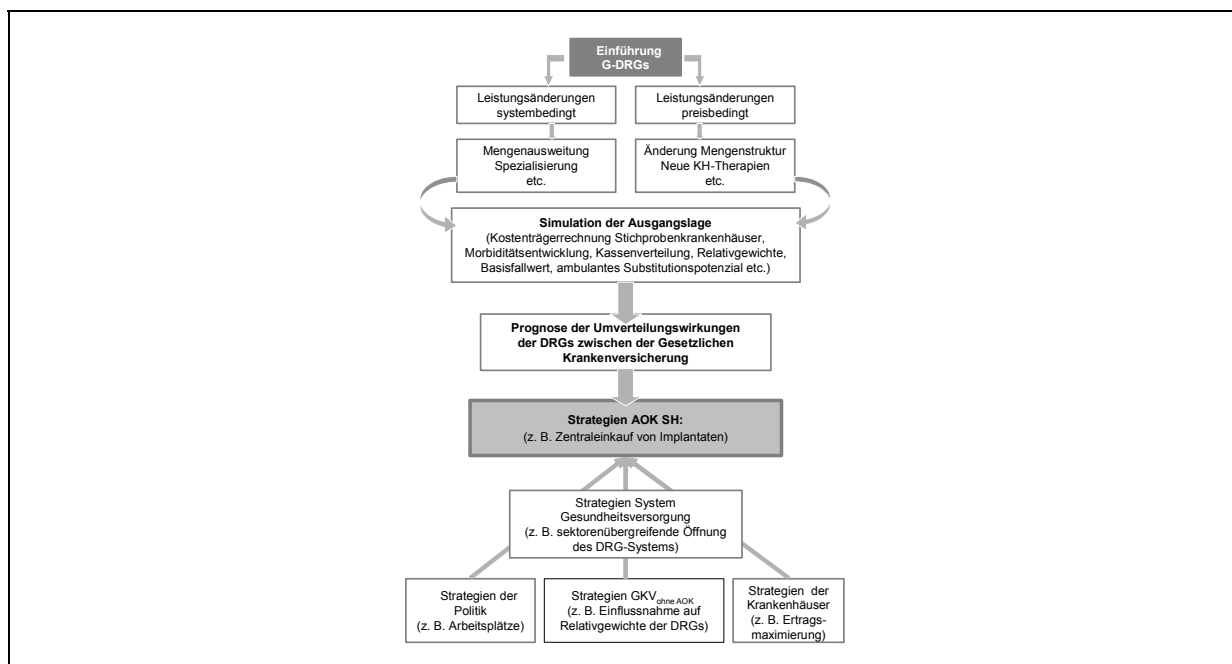 Einführung
G-DRGs
Leistungsänderungen
systembedingt
Leistungsänderungen
preisbedingt
Mengenausweitung
Spezialisierung
etc.
Änderung Mengenstruktur
Neue KH-Therapien
etc.
Simulation der Ausgangslage
(Kostenträgerrechnung Stichprobenkrankenhäuser,
Morbiditätsentwicklung, Kassenverteilung, Relativgewichte,
Basisfallwert, ambulantes Substitutionspotenzial etc.)
Prognose der Umverteilungswirkungen
der DRGs zwischen der Gesetzlichen
Krankenversicherung
Strategien AOK SH:
(z. B. Zentraleinkauf von Implantaten)
Strategien System
Gesundheitsversorgung
(z. B. sektorenübergreifende Öffnung
des DRG-Systems)
Strategien der
Politik
(z. B. Arbeitsplätze)
Strategien GKV ohne AOK
(z. B. Einflussnahme auf
Relativgewichte der DRGs)
Strategien der
Krankenhäuser
(z. B. Ertrags-
maximierung)